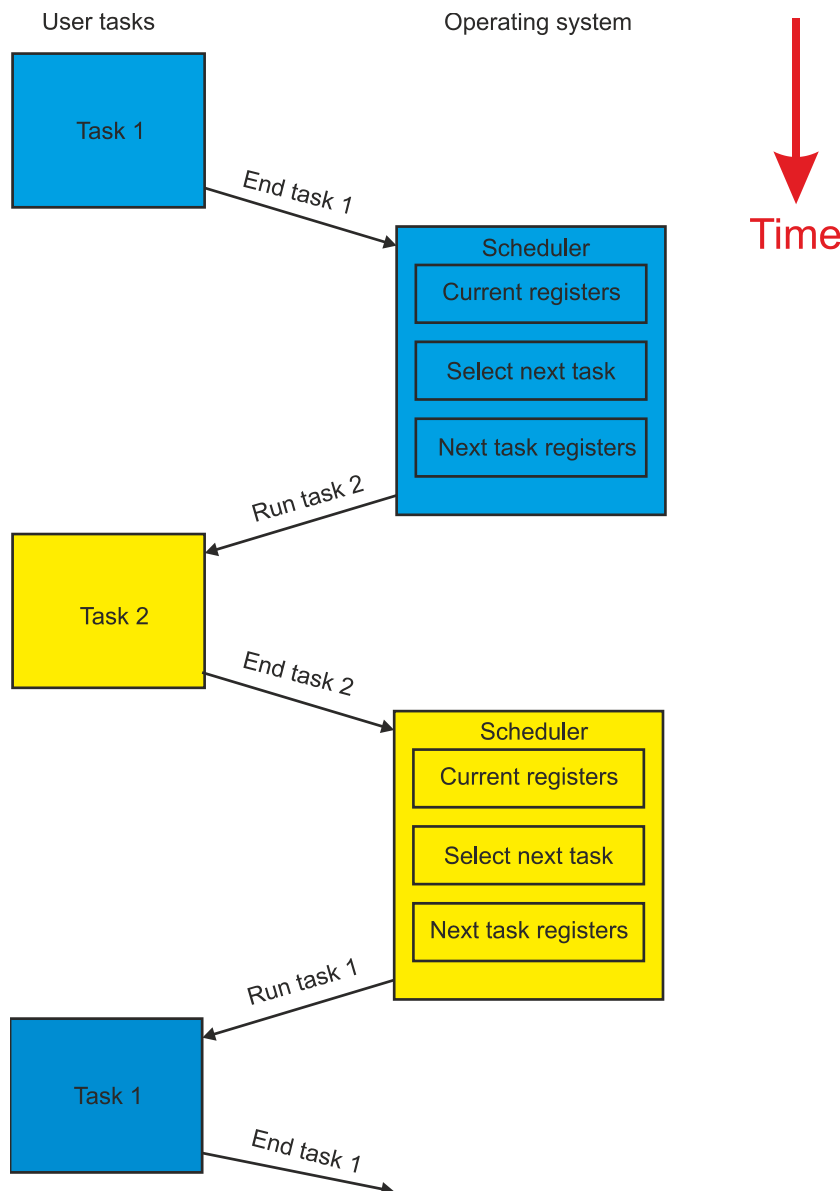 User tasks
Operating system
Task 1
End task 1
Time
Scheduler
Current registers
Select next task
Next task registers
Run task 2
Task 2
End task 2
Scheduler
Current registers
Select next task
Next task registers
Run task 1
Task 1
End task 1